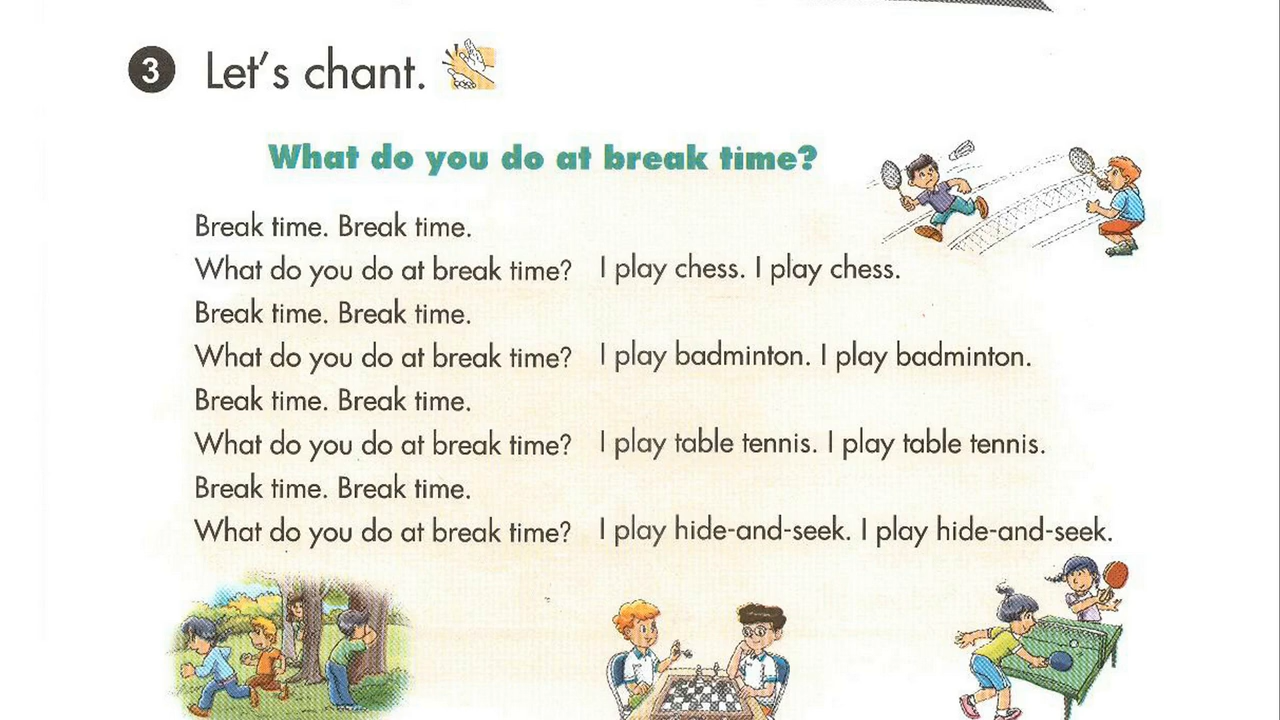 3 Let's chant.
What do you do at break time?
Break time. Break time.
What do you do at break time? I play chess. I play chess.
Break time. Break time.
What do you do at break time? I play badminton. I play badminton.
Break time. Break time.
What do you do at break time? I play table tennis. I play table tennis.
Break time. Break time.
What do you do at break time? I play hide-and-seek. I play hide-and-seek.